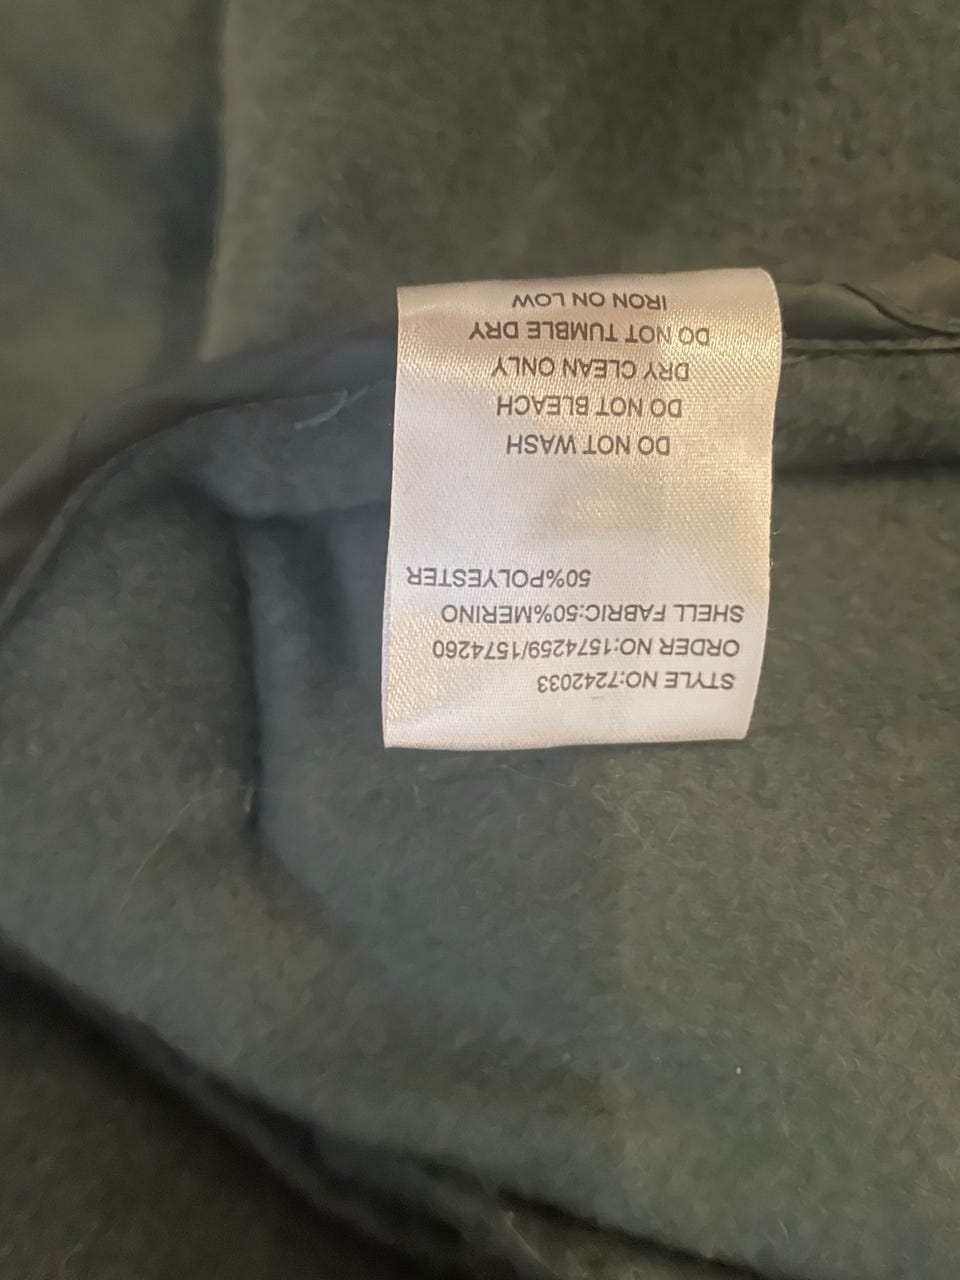 STYLE NO:7242033
ORDER NO:1574259/1574260
SHELL FABRIC:50%MERINO
50%POLYESTER
DO NOT WASH
DO NOT BLEACH
DRY CLEAN ONLY
DO NOT TUMBLE DRY
IRON ON LOW